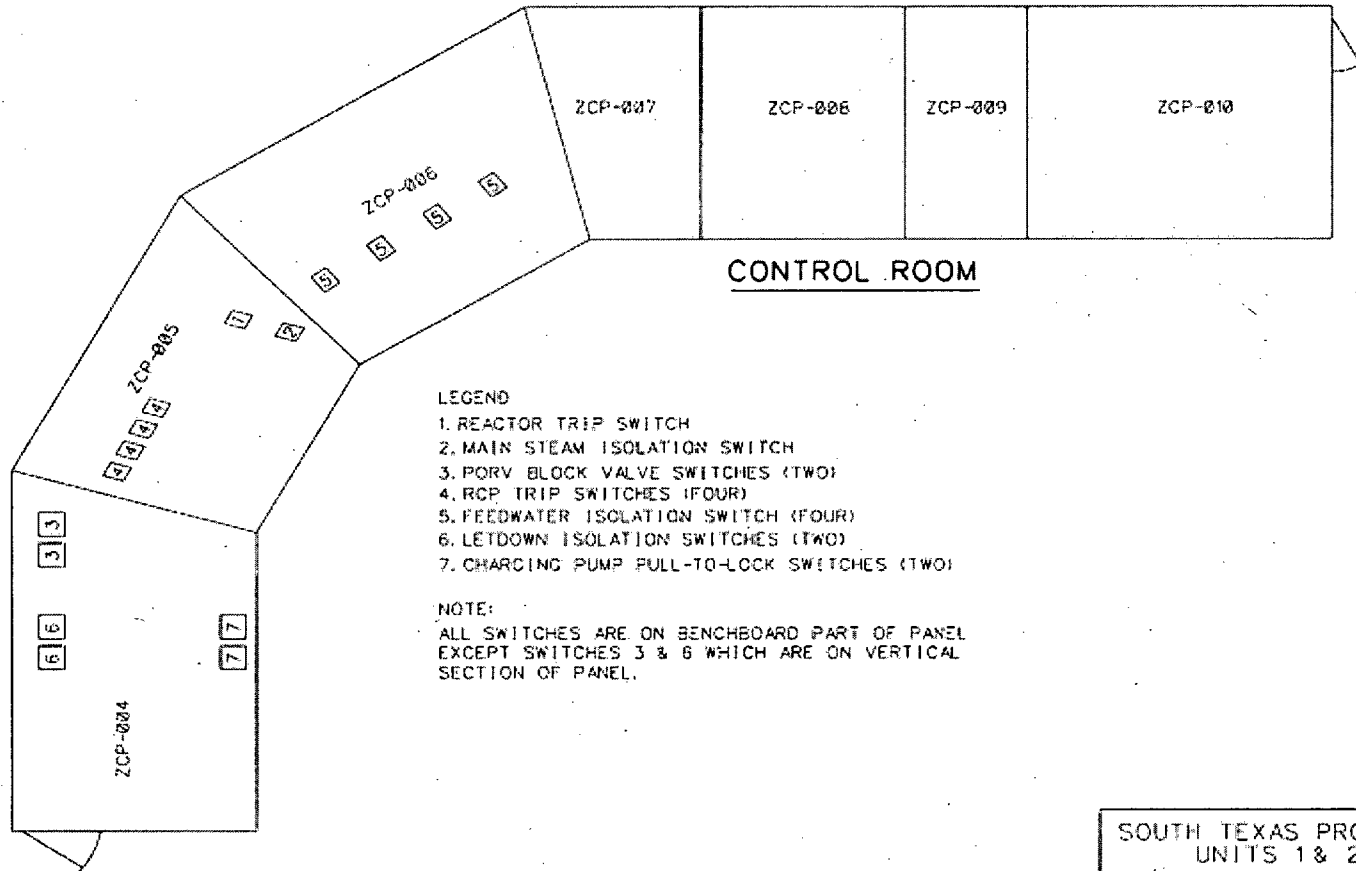 ZCP-007
ZCP-008
ZCP-009
ZCP-010
ZCP-006
5
5
5
5
CONTROL ROOM
ZCP-005
1
2
4
4
4
4
LEGEND
1. REACTOR TRIP SWITCH
2. MAIN STEAM ISOLATION SWITCH
3. PORV BLOCK VALVE SWITCHES (TWO)
4. RCP TRIP SWITCHES (FOUR)
5. FEEDWATER ISOLATION SWITCH (FOUR)
6. LETDOWN ISOLATION SWITCHES (TWO)
7. CHARGING PUMP PULL-TO-LOCK SWITCHES (TWO)
3
3
6
6
7
7
ZCP-004
NOTE:
ALL SWITCHES ARE ON BENCHBOARD PART OF PANEL
EXCEPT SWITCHES 3 & 6 WHICH ARE ON VERTICAL
SECTION OF PANEL.
SOUTH TEXAS PRO
UNITS 1 & 2